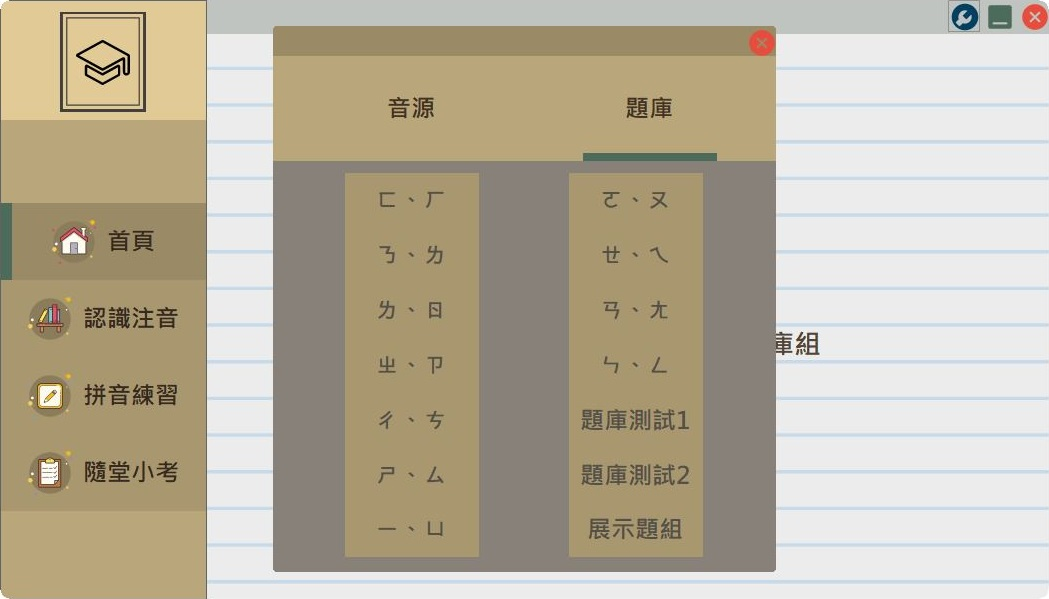 首頁
認識注音
拼音練習
隨堂小考
音源
題庫
ㄈ、ㄏ
ㄋ、ㄌ
ㄌ、ㄖ
ㄓ、ㄗ
ㄔ、ㄘ
ㄕ、ㄙ
ㄧ、ㄩ
ㄛ、ㄡ
ㄝ、ㄟ
ㄢ、ㄤ
ㄣ、ㄥ
題庫測試1
題庫測試2
展示題組
庫組